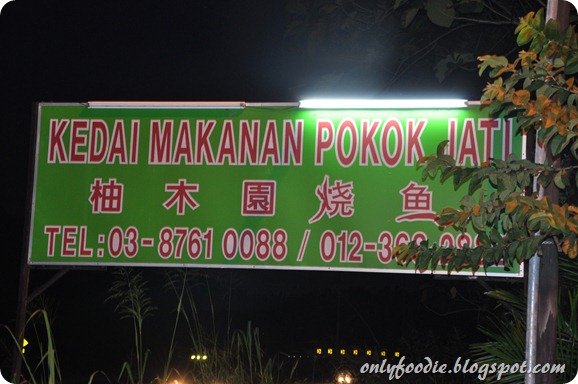 KEDAI MAKANAN POKOK JATI
柚木園烧鱼
TEL: 03-8761 0088 / 012-
onlyfoodie.blogspot.com